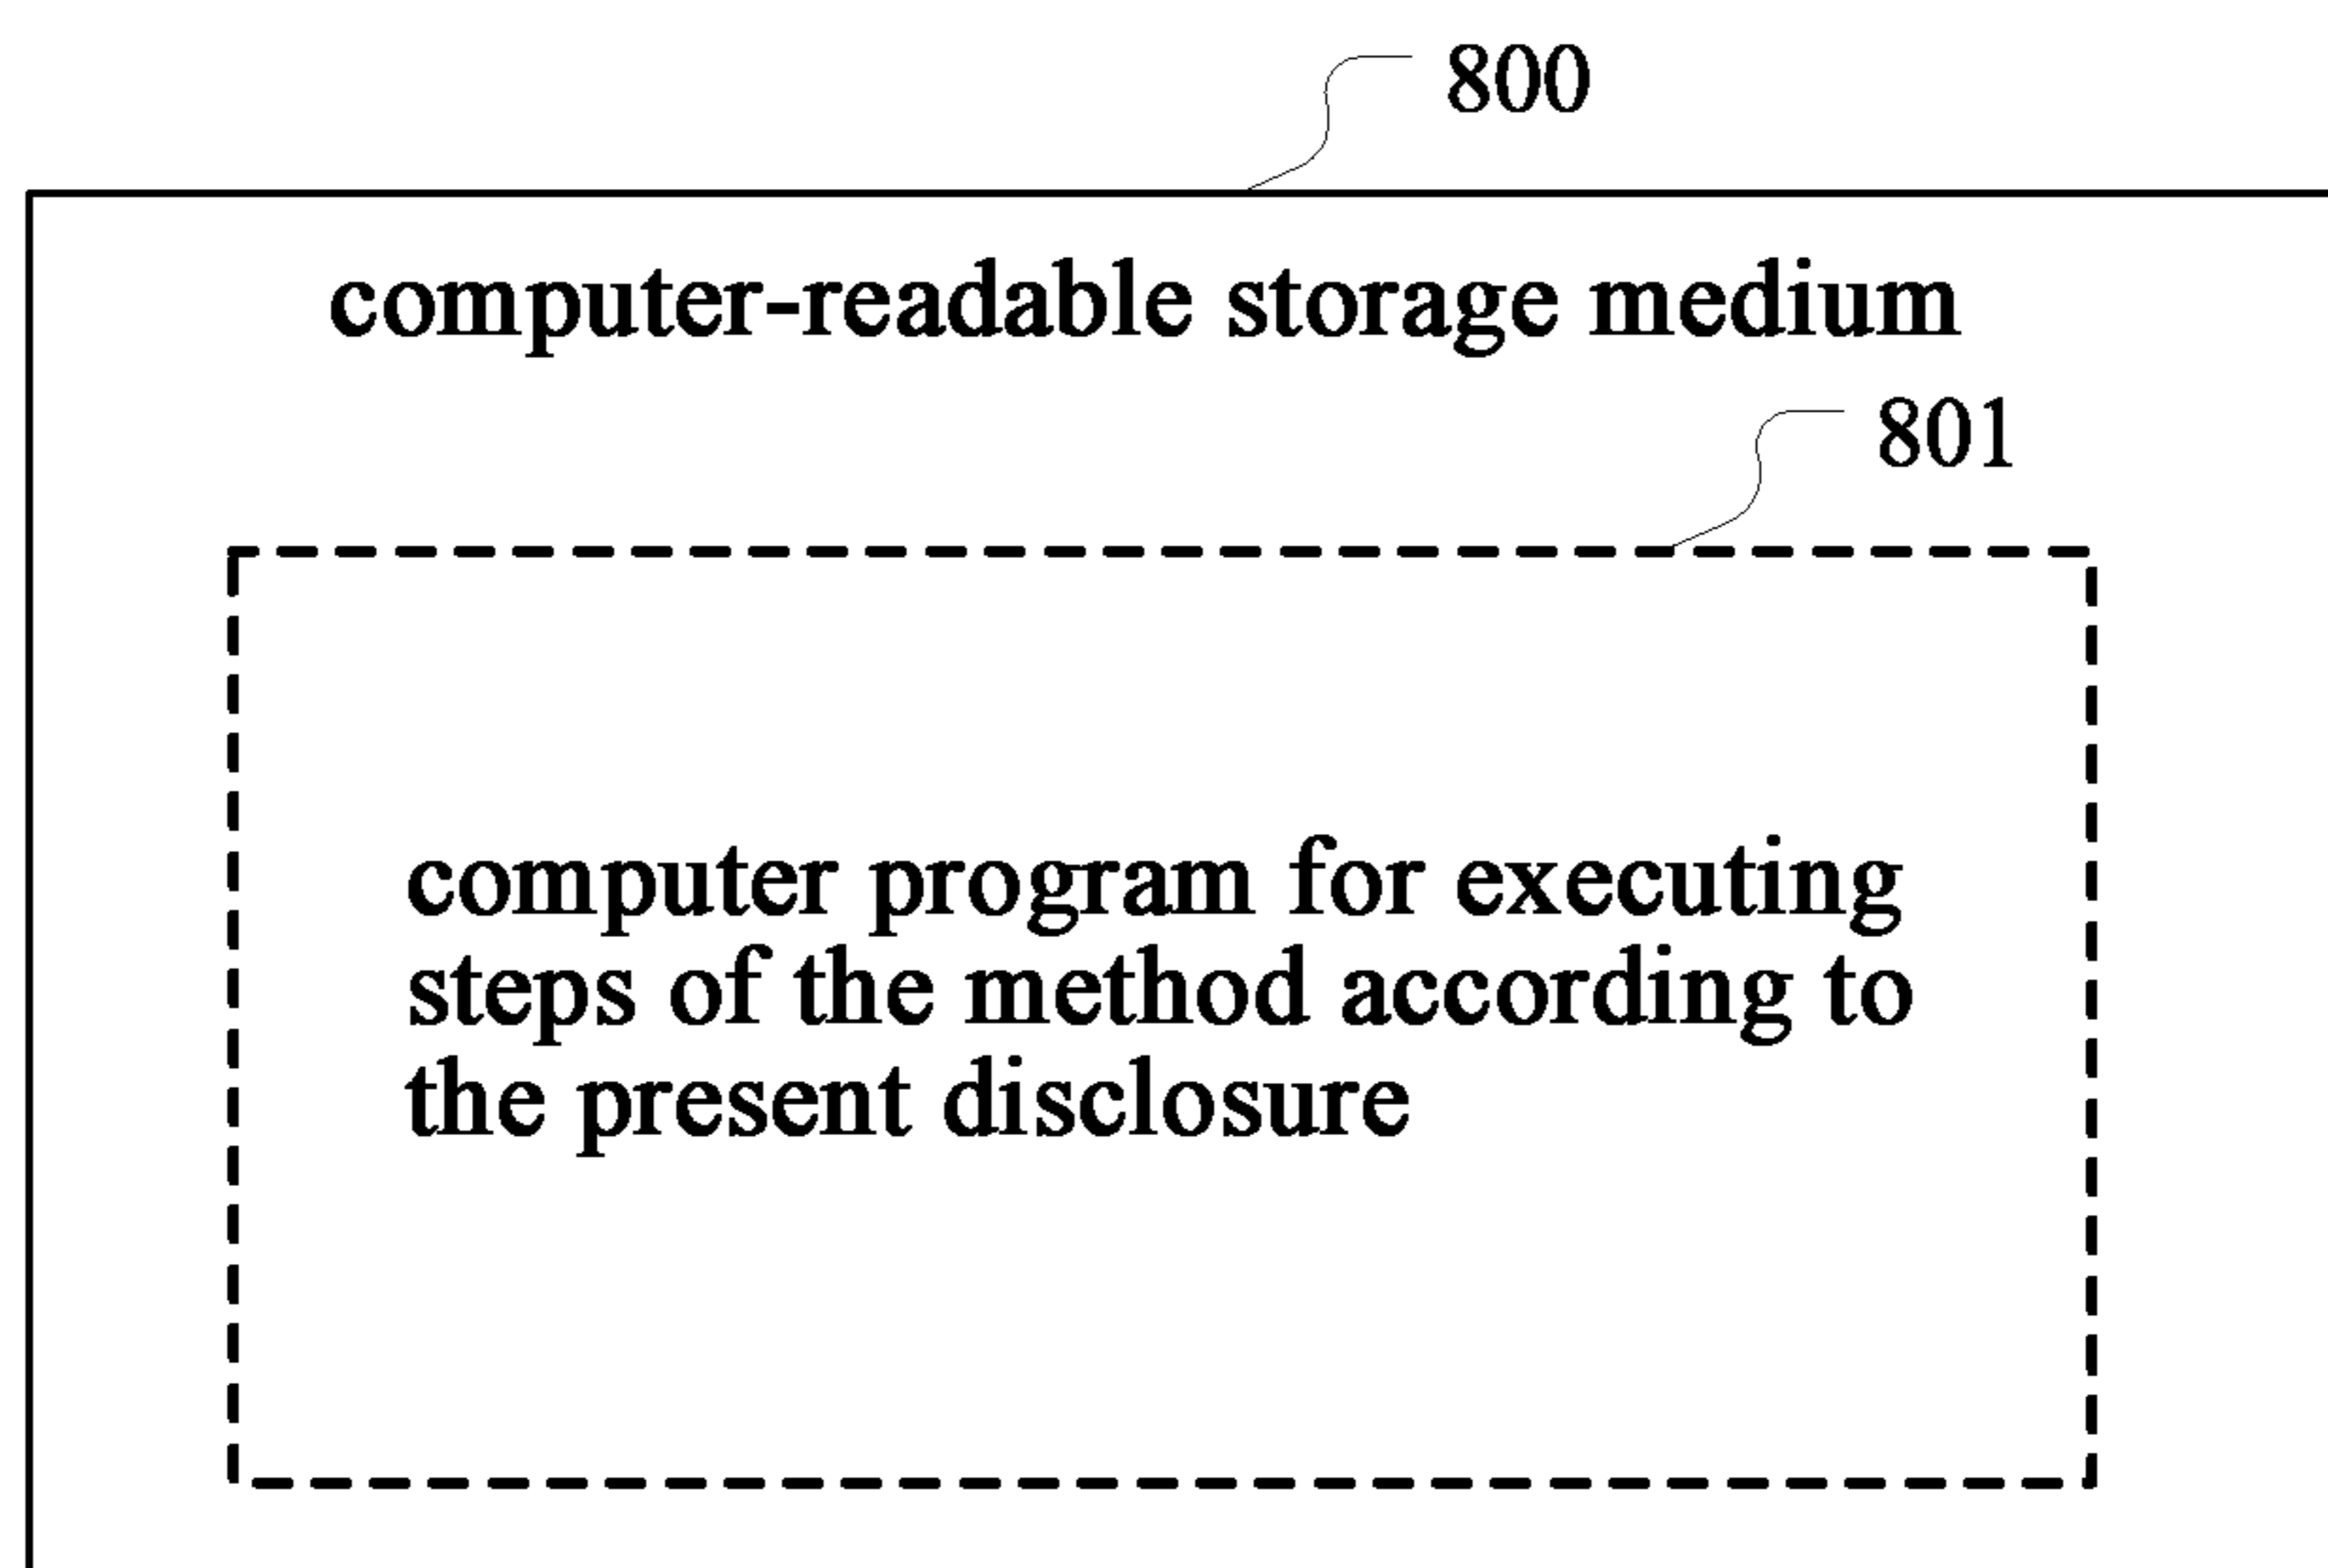 800
computer-readable storage medium
801
computer program for executing
steps of the method according to
the present disclosure